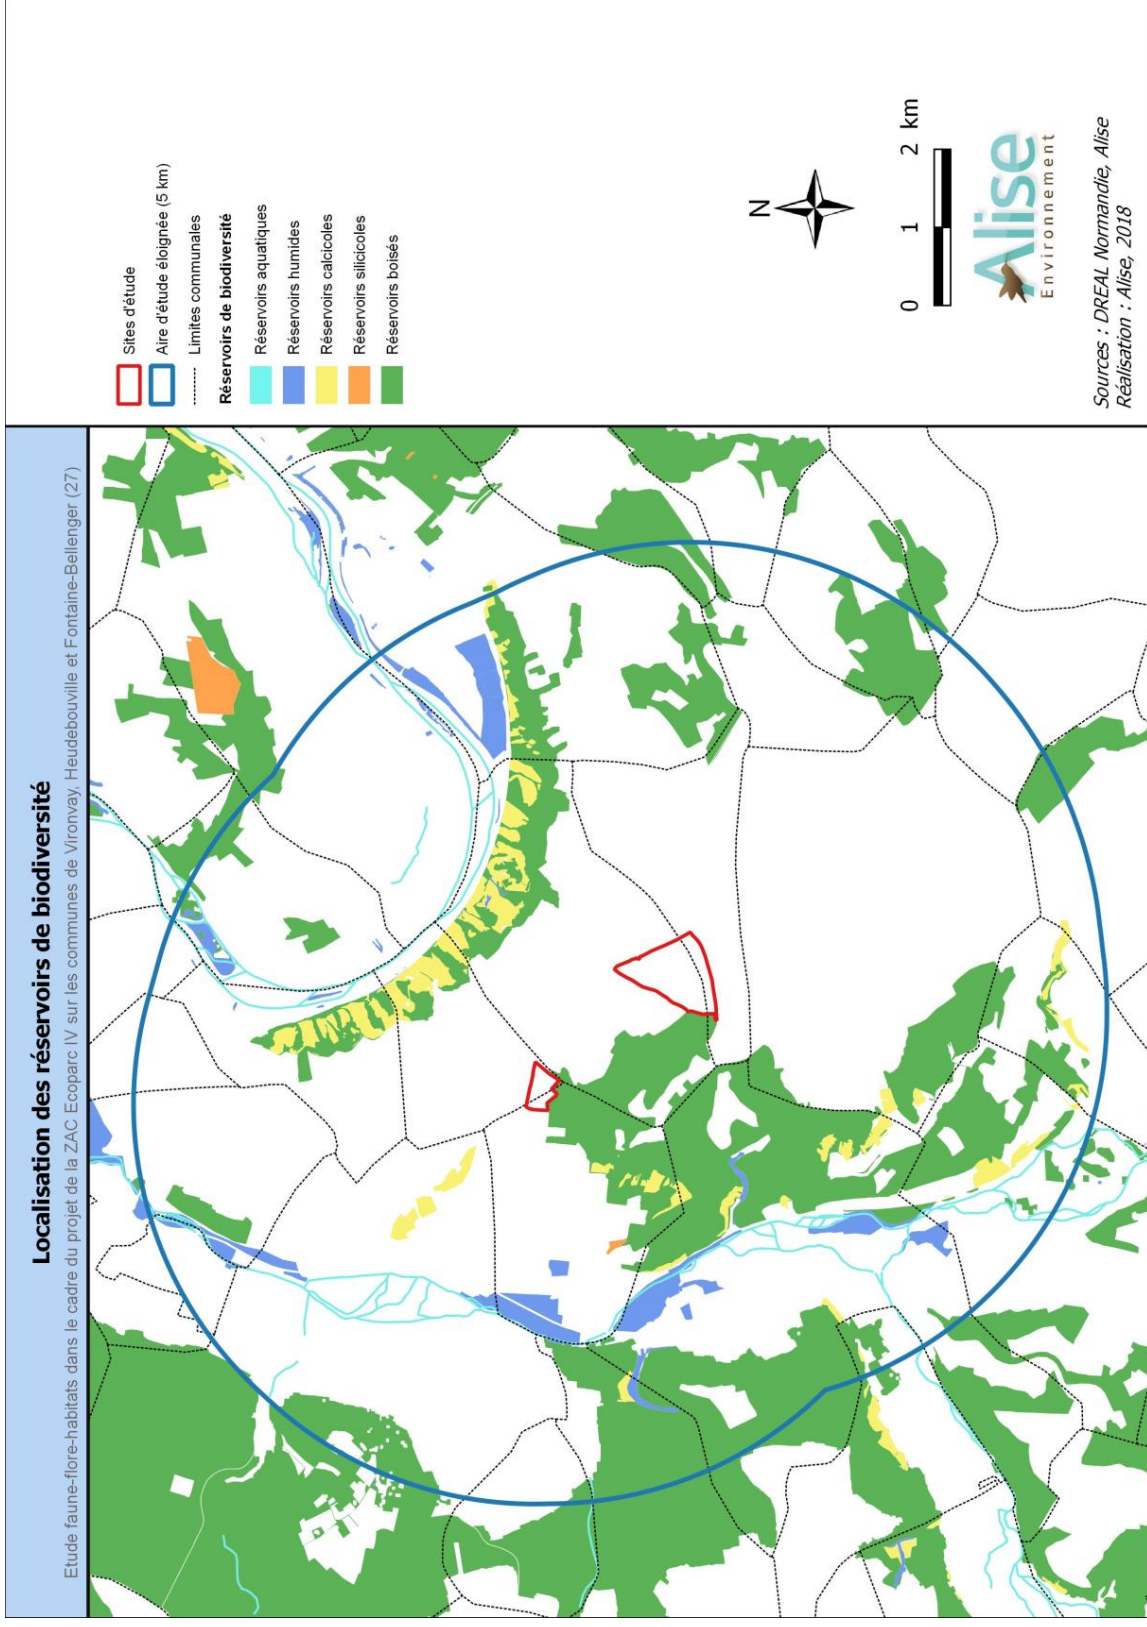 Localisation des réservoirs de biodiversité
Etude faune-flore-habitats dans le cadre du projet de la ZAC Ecoparc IV sur les communes de Vironvay, Heudebouville et Fontaine-Bellenger (27)
Sites d'étude
Aire d'étude éloignée (5 km)
Limites communales
Réservoirs de biodiversité
Réservoirs aquatiques
Réservoirs humides
Réservoirs calcicoles
Réservoirs silicicoles
Réservoirs boisés
N
0 1 2 km
Alise
Environnement
Sources : DREAL Normandie, Alise
Réalisation : Alise, 2018